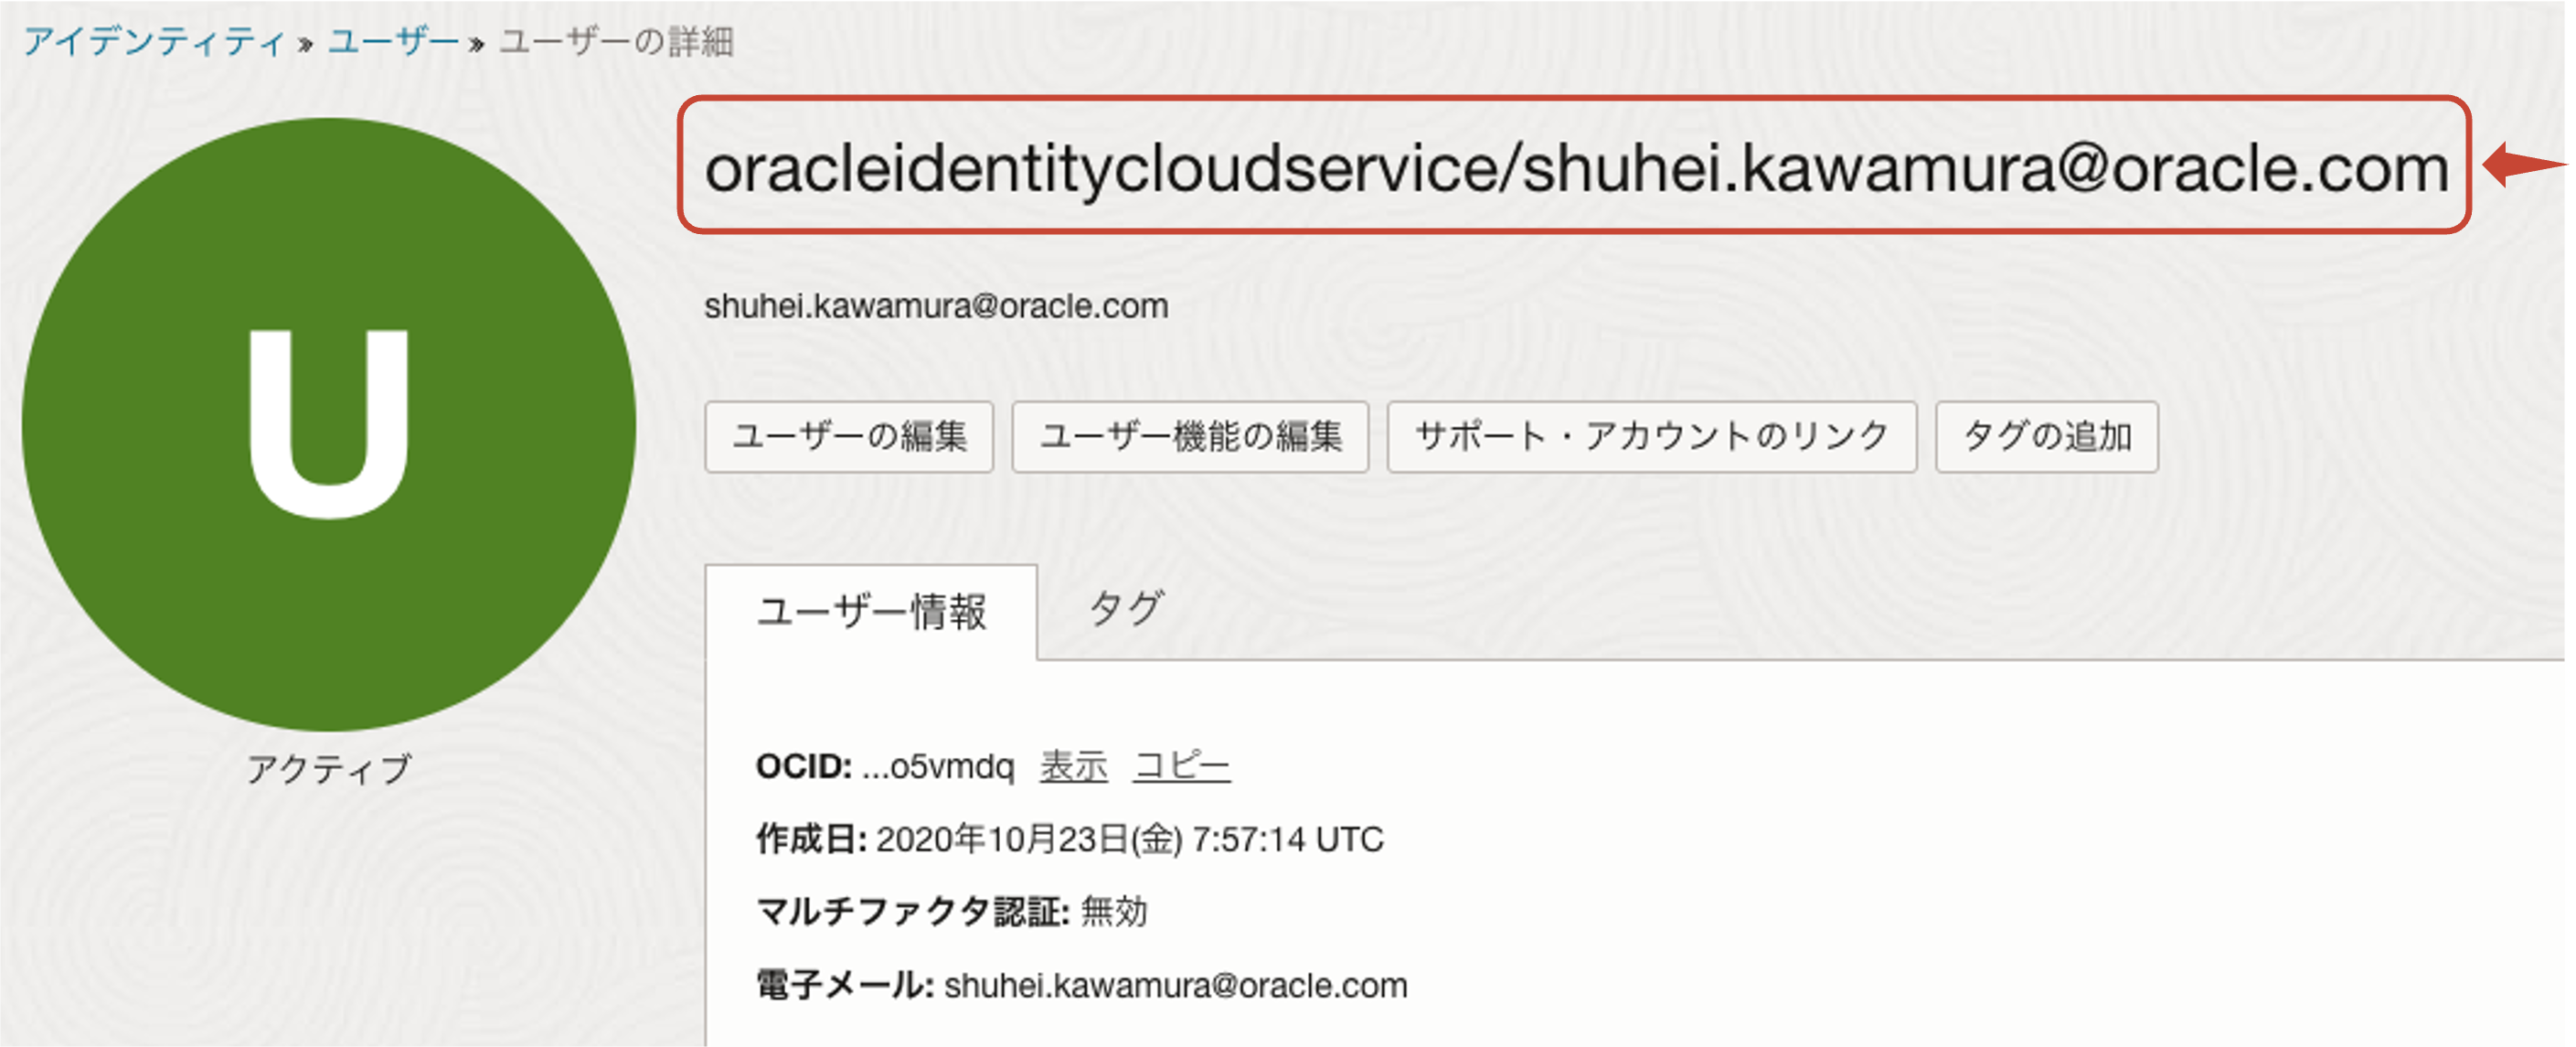 アイデンティティ » ユーザー » ユーザーの詳細
oracleidentitycloudservice/shuhei.kawamura@oracle.com
shuhei.kawamura@oracle.com
U
ユーザーの編集 ユーザー機能の編集 サポート・アカウントのリンク タグの追加
ユーザー情報 タグ
アクティブ
OCID: ...o5vmdq 表示 コピー
作成日: 2020年10月23日(金) 7:57:14 UTC
マルチファクタ認証: 無効
電子メール: shuhei.kawamura@oracle.com